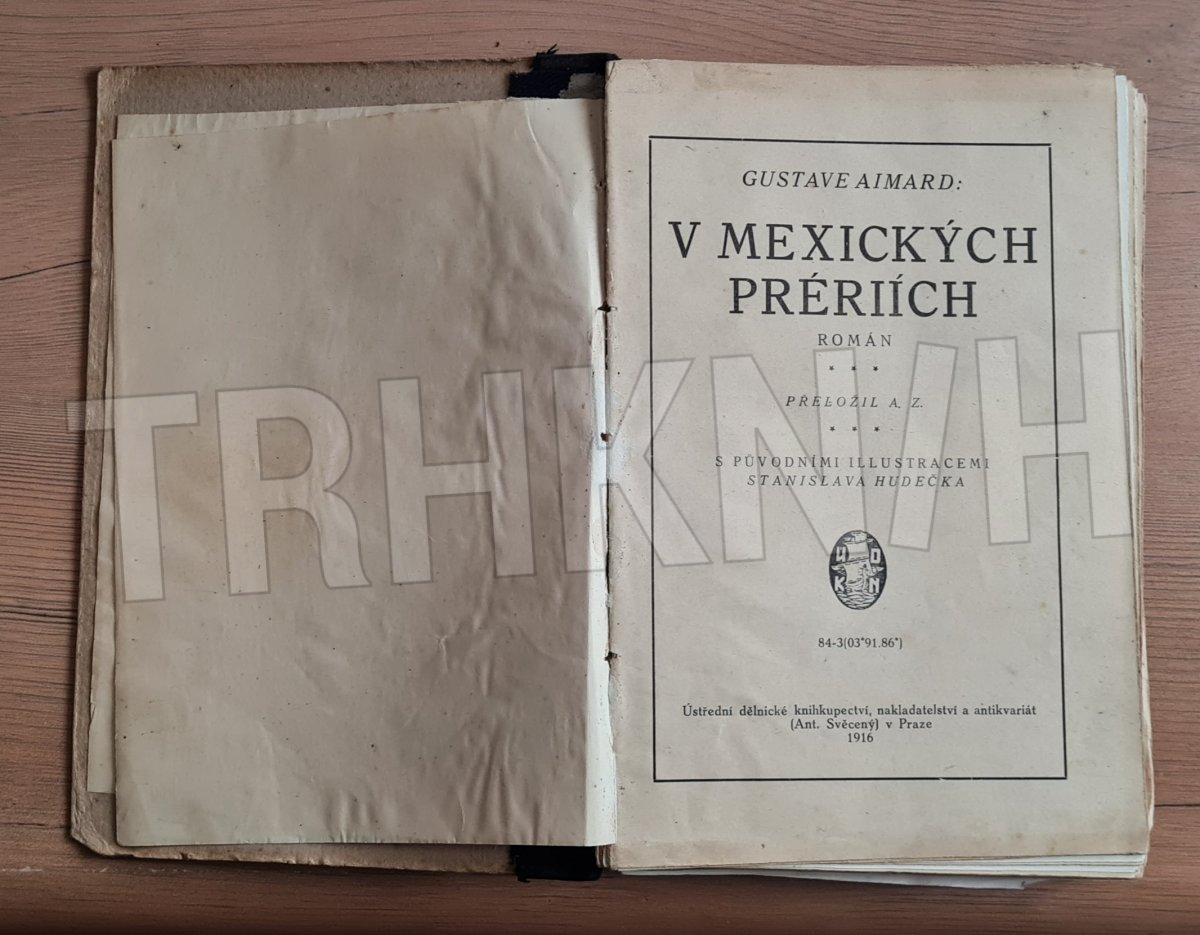 GUSTAVE AIMARD:
V MEXICKÝCH
PRÉRIÍCH
ROMÁN
* * *
PŘELOŽIL A. Z.
* * *
S PŮVODNÍMI ILLUSTRACEMI
STANISLAVA HUDEČKA
TRHKNIH
U D
K N
84-3(03"91.86")
Ústřední dělnické knihkupectví, nakladatelství a antikvariát
(Ant. Svěcený) v Praze
1916